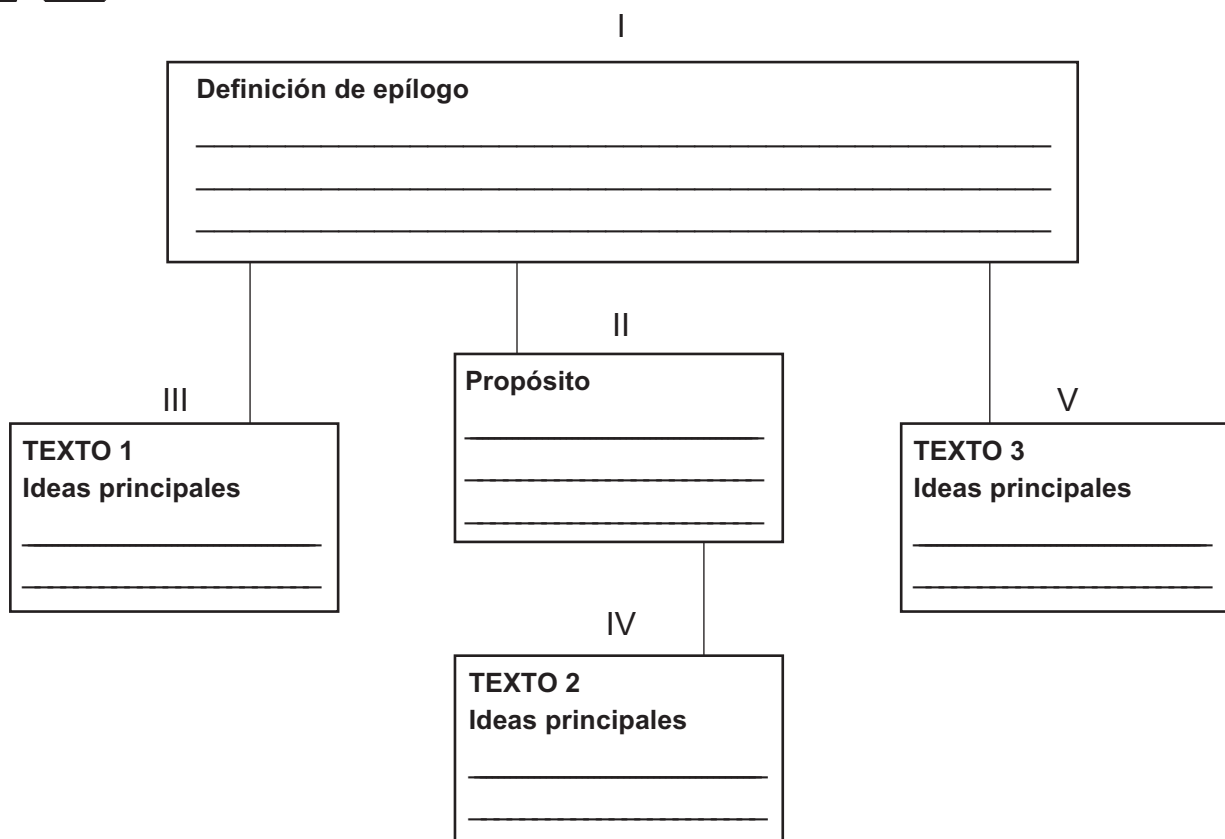 I
Definición de epílogo
II
Propósito
III
TEXTO 1
Ideas principales
V
TEXTO 3
Ideas principales
IV
TEXTO 2
Ideas principales